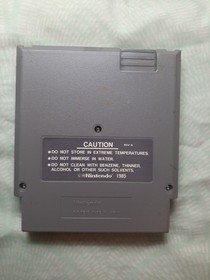 CAUTION
●DO NOT STORE IN EXTREME TEMPERATURES.
●DO NOT IMMERSE IN WATER.
●DO NOT CLEAN WITH BENZENE, THINNER,
ALCOHOL OR OTHER SUCH SOLVENTS.
Nintendo 1985